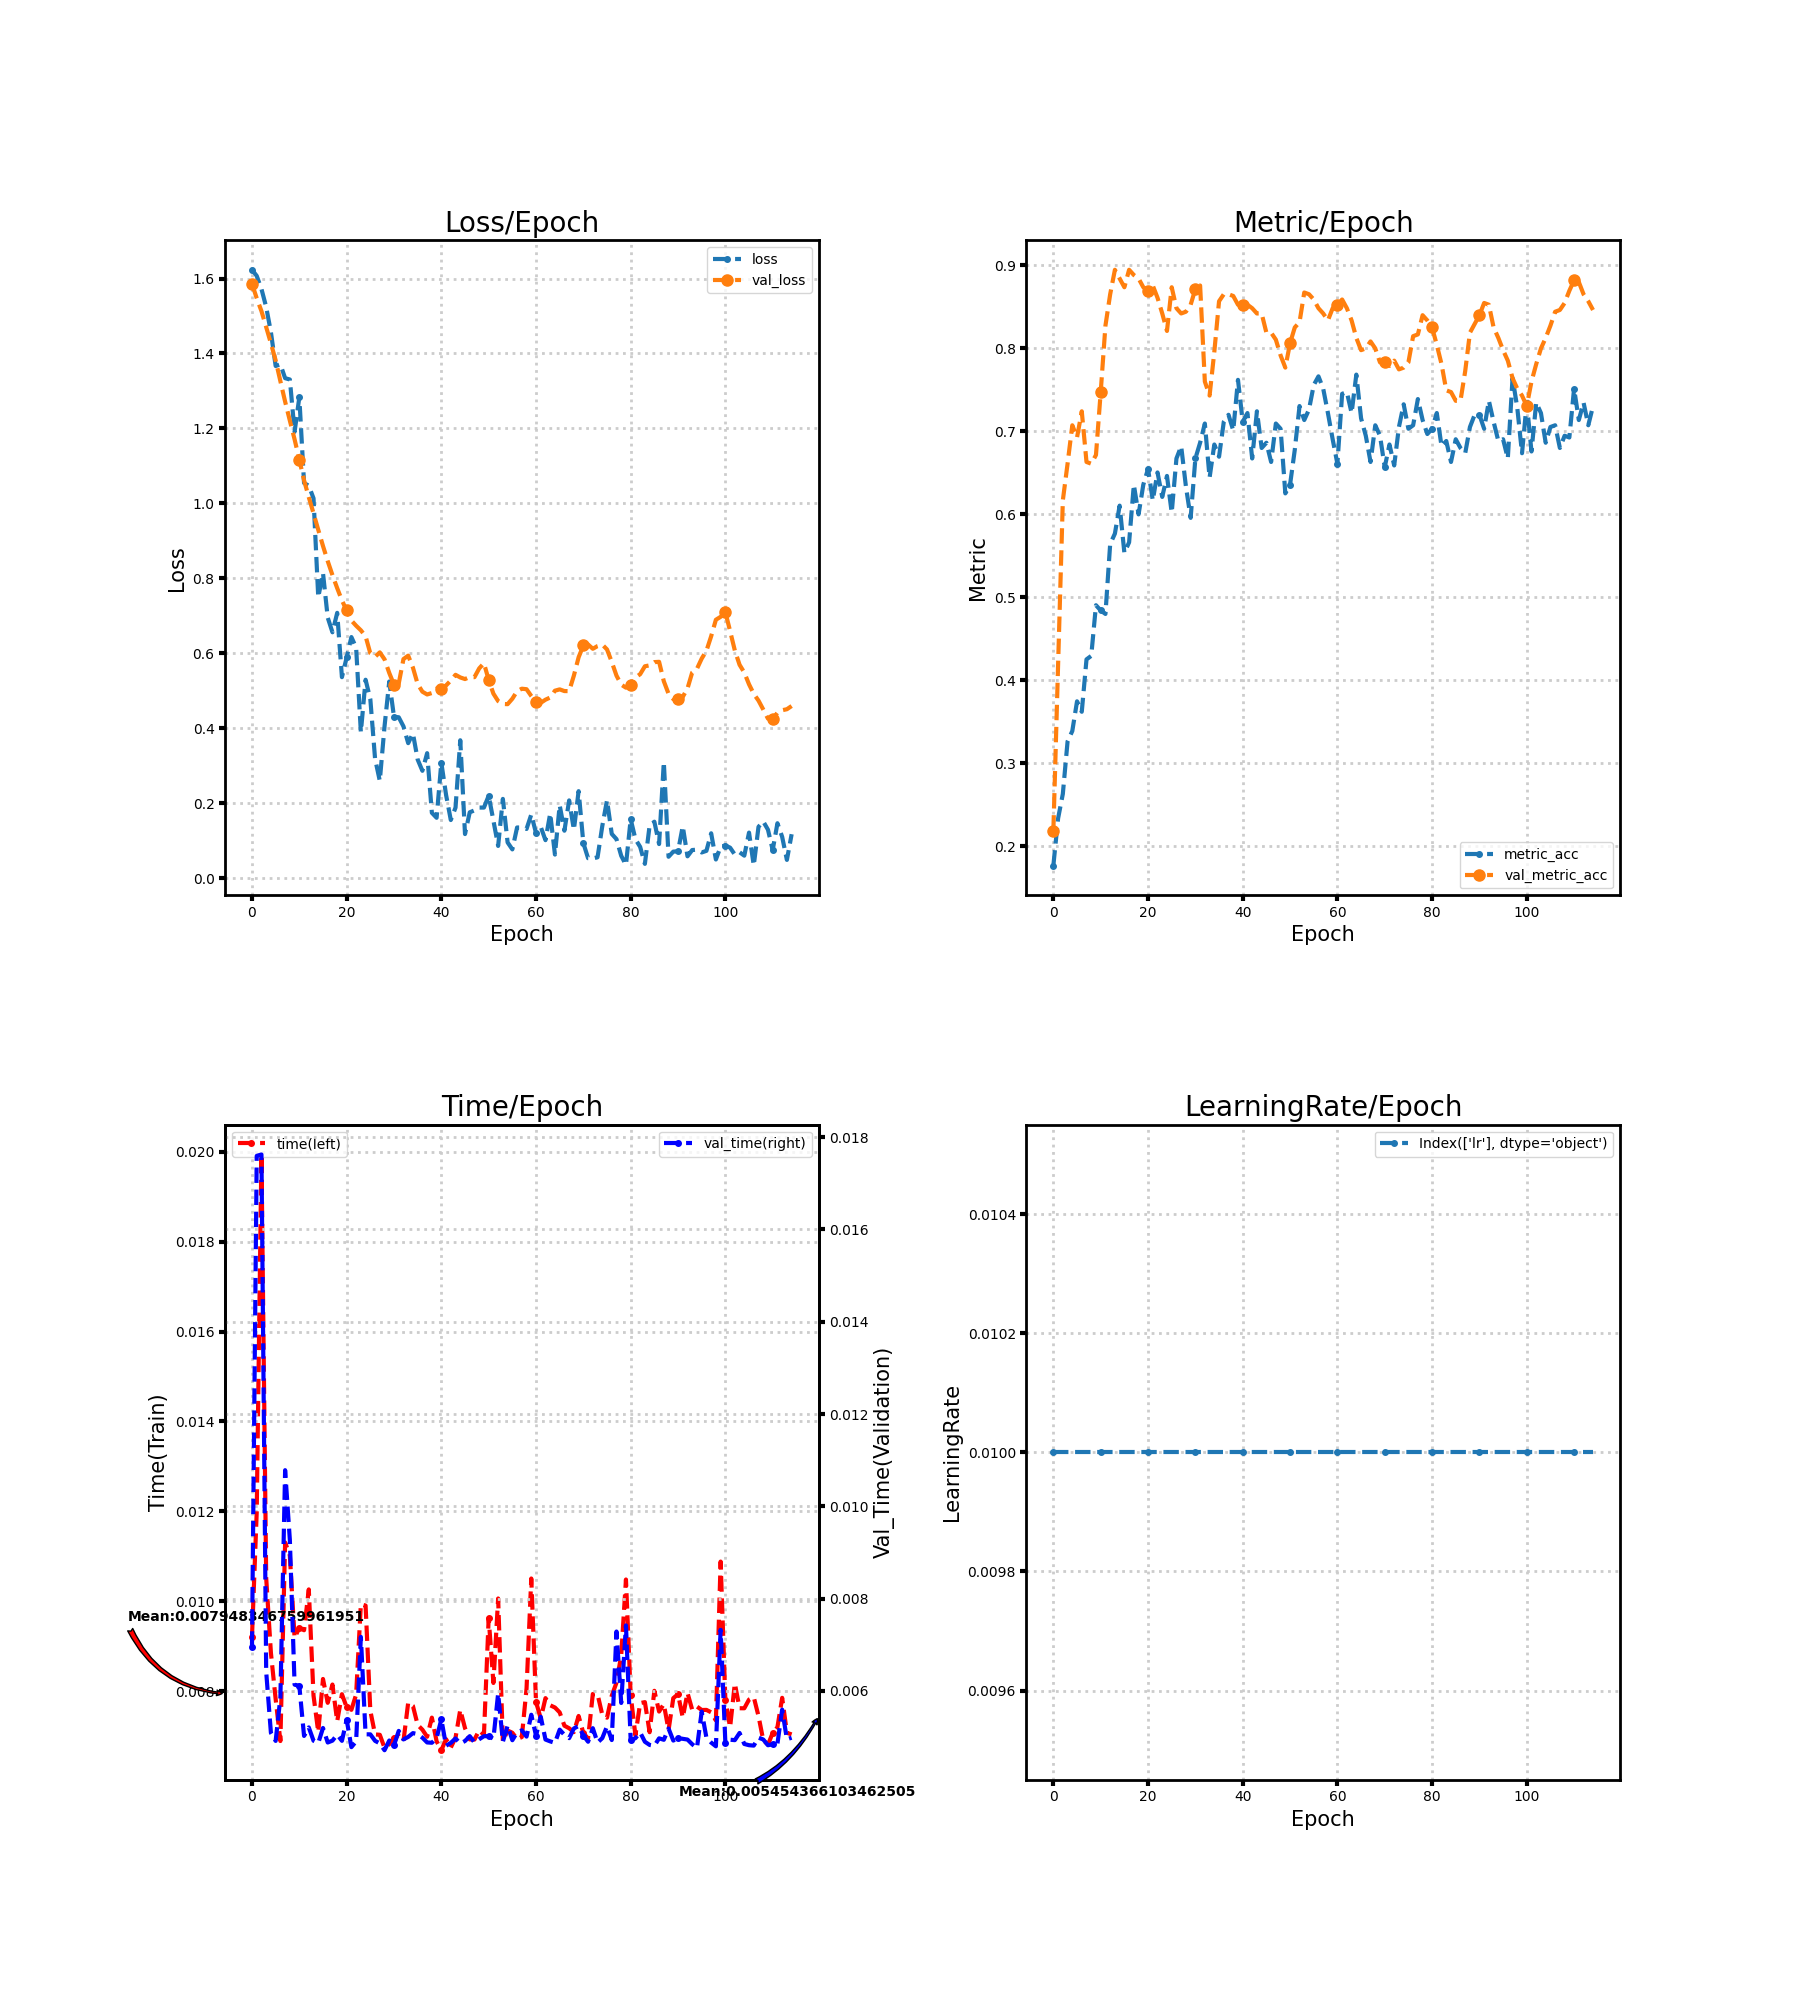 Loss/Epoch
Loss
1.6
1.4
1.2
1.0
0.8
0.6
0.4
0.2
0.0
0 20 40 60 80 100
Epoch
loss
val_loss
Metric/Epoch
Metric
0.9
0.8
0.7
0.6
0.5
0.4
0.3
0.2
0 20 40 60 80 100
Epoch
metric_acc
val_metric_acc
Time/Epoch
time(left)
val_time(right)
Time(Train)
0.020
0.018
0.016
0.014
0.012
0.010
0.008
Mean:0.007948346759961951
0.018
0.016
0.014
0.012
0.010
0.008
0.006
Val_Time(Validation)
Mean:0.005454366103462505
0 20 40 60 80 100
Epoch
LearningRate/Epoch
Index(['lr'], dtype='object')
LearningRate
0.0104
0.0102
0.0100
0.0098
0.0096
0 20 40 60 80 100
Epoch